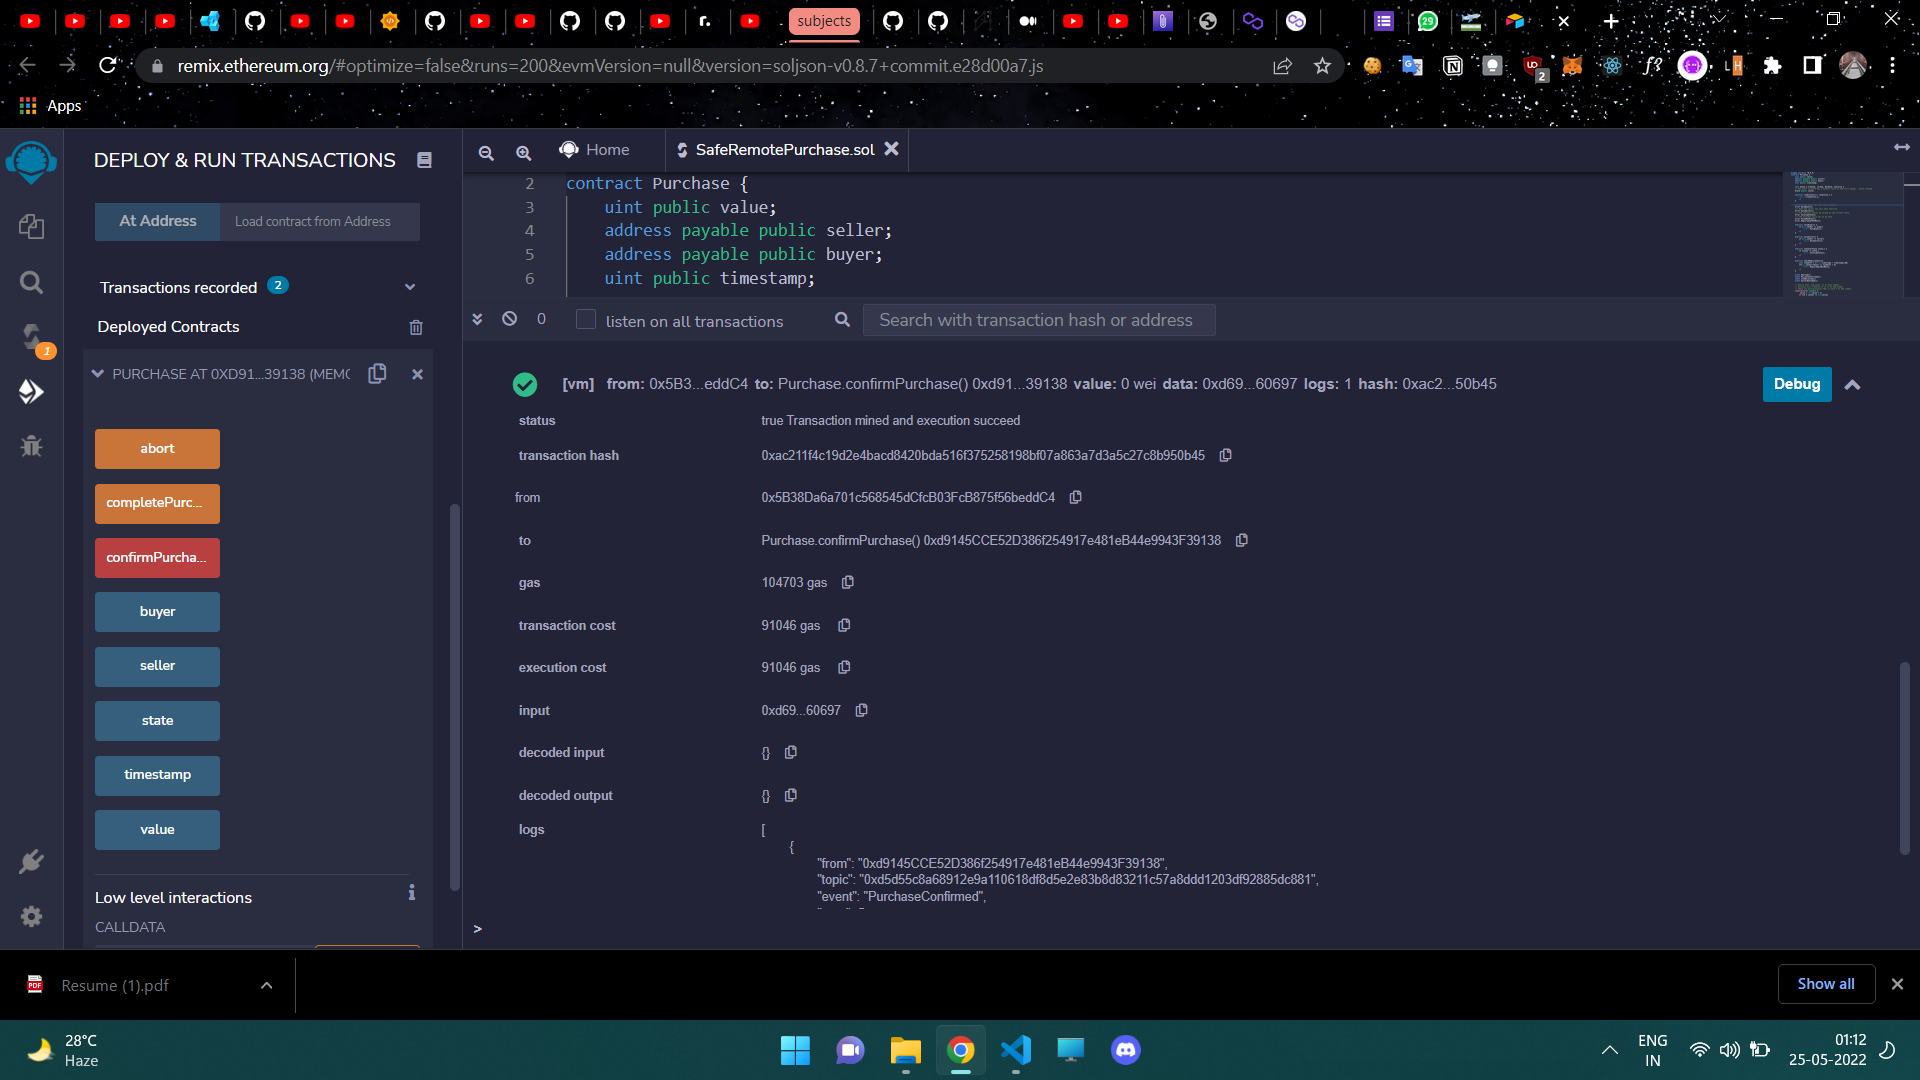 subjects
29
remix.ethereum.org/#optimize=false&runs=200&evmVersion=null&version=soljson-v0.8.7+commit.e28d00a7.js
2
Apps
DEPLOY & RUN TRANSACTIONS
Home
SafeRemotePurchase.sol
At Address
Load contract from Address
Transactions recorded 2
Deployed Contracts
1
PURCHASE AT 0XD91...39138 (MEMC
abort
completePurc...
confirmPurcha...
buyer
seller
state
timestamp
value
Low level interactions
CALLDATA
2 contract Purchase {
3 uint public value;
4 address payable public seller;
5 address payable public buyer;
6 uint public timestamp;
0 listen on all transactions
Search with transaction hash or address
[vm] from: 0x5B3...eddC4 to: Purchase.confirmPurchase() 0xd91...39138 value: 0 wei data: 0xd69...60697 logs: 1 hash: 0xac2...50b45
Debug
status true Transaction mined and execution succeed
transaction hash 0xac211f4c19d2e4bacd8420bda516f375258198bf07a863a7d3a5c27c8b950b45
from 0x5B38Da6a701c568545dCfcB03FcB875f56beddC4
to Purchase.confirmPurchase() 0xd9145CCE52D386f254917e481eB44e9943F39138
gas 104703 gas
transaction cost 91046 gas
execution cost 91046 gas
input 0xd69...60697
decoded input {}
decoded output {}
logs [
{
"from": "0xd9145CCE52D386f254917e481eB44e9943F39138",
"topic": "0xd5d55c8a68912e9a110618df8d5e2e83b8d83211c57a8ddd1203df92885dc881",
"event": "PurchaseConfirmed",
>
PDF
Resume (1).pdf
Show all
28°C
Haze
ENG
IN
01:12
25-05-2022